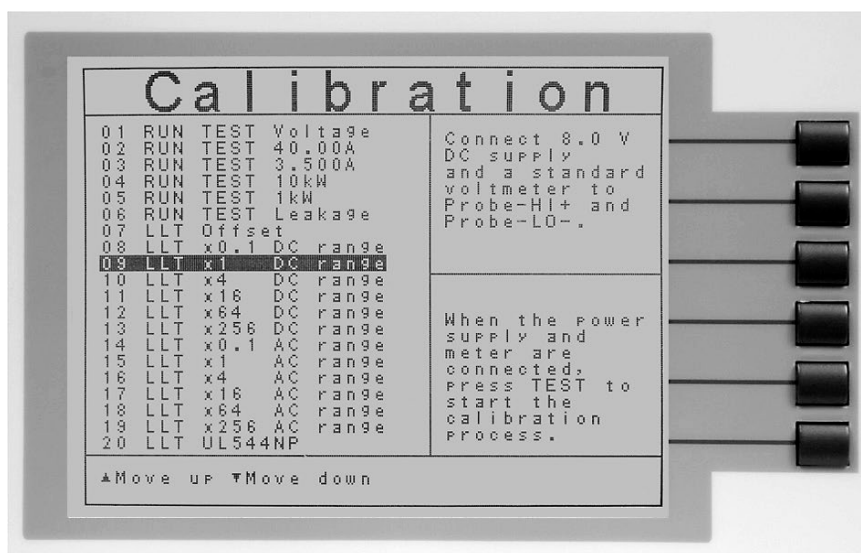 Calibration
01 RUN TEST Voltage
02 RUN TEST 40.00A
03 RUN TEST 3.500A
04 RUN TEST 10kW
05 RUN TEST 1kW
06 RUN TEST Leakage
07 LLT Offset
08 LLT x0.1 DC range
09 LLT x1 DC range
10 LLT x4 DC range
11 LLT x16 DC range
12 LLT x64 DC range
13 LLT x256 DC range
14 LLT x0.1 AC range
15 LLT x1 AC range
16 LLT x4 AC range
17 LLT x16 AC range
18 LLT x64 AC range
19 LLT x256 AC range
20 LLT UL544NP
Connect 8.0 V
DC supply
and a standard
voltmeter to
Probe-HI+ and
Probe-LO-.
When the power
supply and
meter are
connected,
press TEST to
start the
calibration
process.
▲Move up ▼Move down